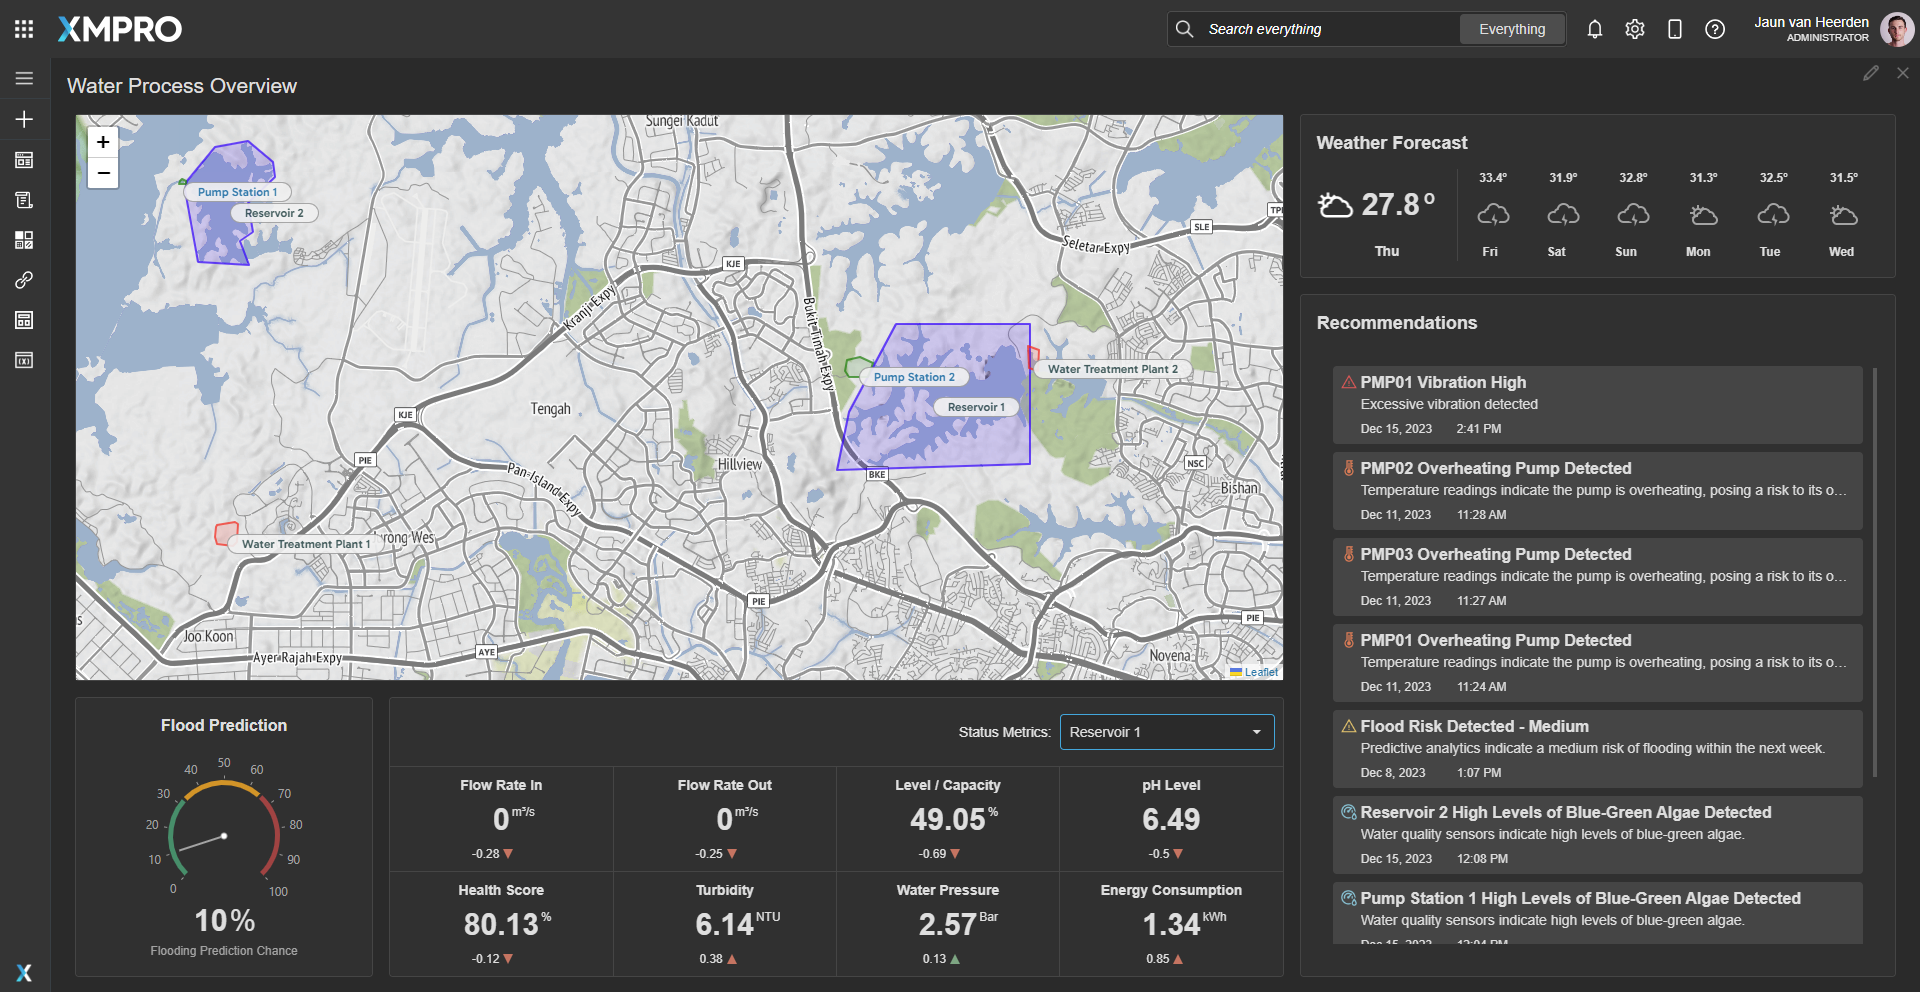 XMPRO
Search everything
Everything
Jaun van Heerden
ADMINISTRATOR
Water Process Overview
+
−
Sungei Kadut
Pump Station 1
Reservoir 2
SLE
Seletar Expy
KJE
Kranji Expy
Bukit Timah Expy
Pump Station 2
Water Treatment Plant 2
Reservoir 1
Tengah
KJE
PIE
Pan-Island Expy
Hillview
BKE
NSC
Bishan
Water Treatment Plant 1
urong Wes
PIE
PIE
Joo Koon
Ayer Rajah Expy
AYE
Novena
Leaflet
Weather Forecast
27.8°
Thu
33.4° 31.9° 32.8° 31.3° 32.5° 31.5°
Fri Sat Sun Mon Tue Wed
Recommendations
PMP01 Vibration High
Excessive vibration detected
Dec 15, 2023 2:41 PM
PMP02 Overheating Pump Detected
Temperature readings indicate the pump is overheating, posing a risk to its o...
Dec 11, 2023 11:28 AM
PMP03 Overheating Pump Detected
Temperature readings indicate the pump is overheating, posing a risk to its o...
Dec 11, 2023 11:27 AM
PMP01 Overheating Pump Detected
Temperature readings indicate the pump is overheating, posing a risk to its o...
Dec 11, 2023 11:24 AM
Flood Risk Detected - Medium
Predictive analytics indicate a medium risk of flooding within the next week.
Dec 8, 2023 1:07 PM
Reservoir 2 High Levels of Blue-Green Algae Detected
Water quality sensors indicate high levels of blue-green algae.
Dec 15, 2023 12:08 PM
Pump Station 1 High Levels of Blue-Green Algae Detected
Water quality sensors indicate high levels of blue-green algae.
Flood Prediction
0 10 20 30 40 50 60 70 80 90 100
10%
Flooding Prediction Chance
Status Metrics: Reservoir 1
Flow Rate In
0 m³/s
-0.28
Flow Rate Out
0 m³/s
-0.25
Level / Capacity
49.05 %
-0.69
pH Level
6.49
-0.5
Health Score
80.13 %
-0.12
Turbidity
6.14 NTU
0.38
Water Pressure
2.57 Bar
0.13
Energy Consumption
1.34 kWh
0.85